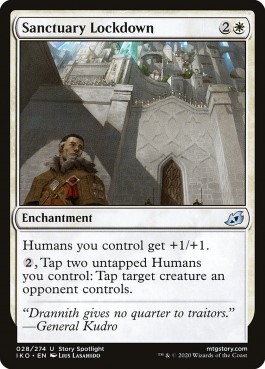 Sanctuary Lockdown 2
Enchantment
Humans you control get +1/+1.
2, Tap two untapped Humans
you control: Tap target creature an
opponent controls.
“Drannith gives no quarter to traitors.”
—General Kudro
028/274 U Story Spotlight mtgstory.com
IKO • EN Lius Lasahido ™ & © 2020 Wizards of the Coast